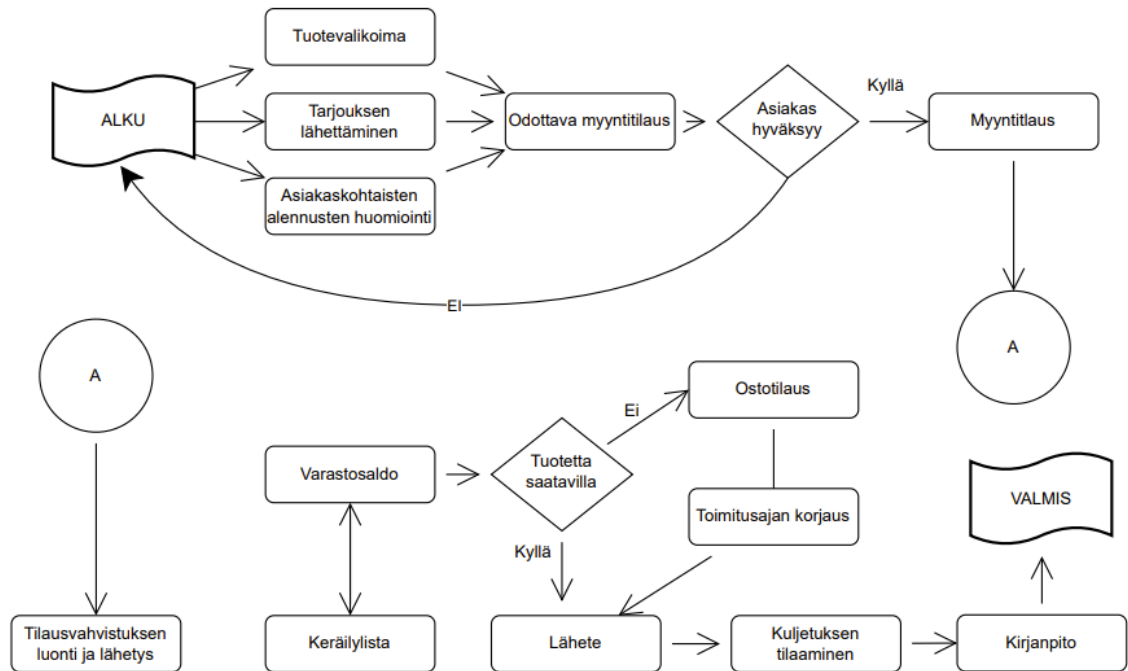 Tuotevalikoima
ALKU
Tarjouksen
lähettäminen
Asiakaskohtaisten
alennusten huomiointi
Odottava myyntitilaus
Asiakas
hyväksyy
Kyllä
Myyntitlaus
EI
A
A
Tilausvahvistuksen
luonti ja lähetys
Varastosaldo
Keräilylista
Tuotetta
saatavilla
Ei
Ostotilaus
Toimitusajan korjaus
Kyllä
Lähete
Kuljetuksen
tilaaminen
Kirjanpito
VALMIS